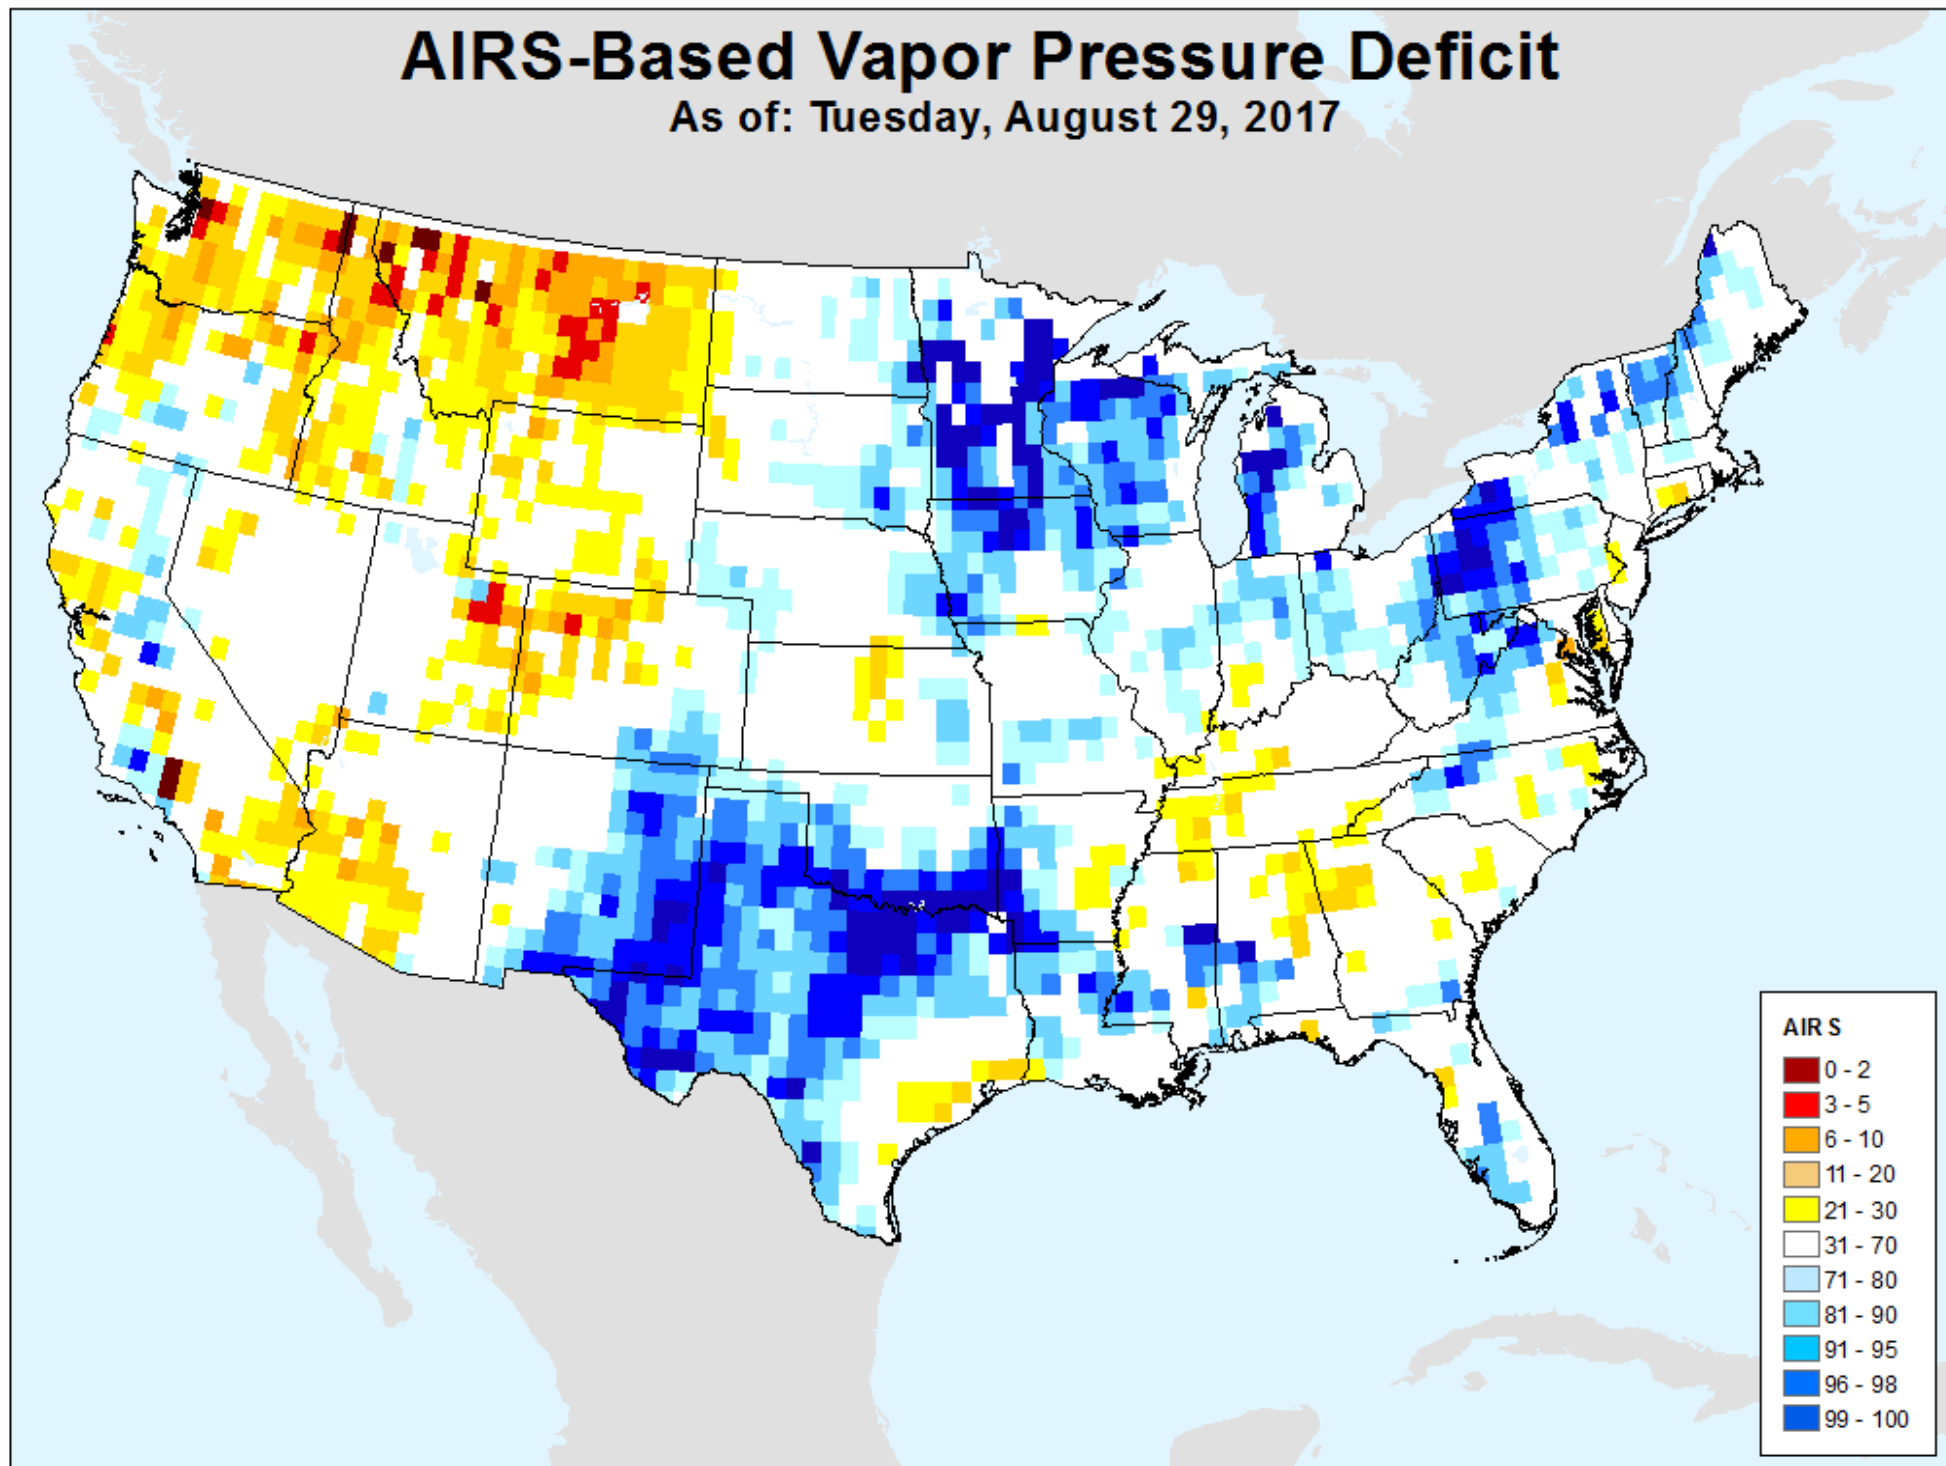 AIRS-Based Vapor Pressure Deficit
As of: Tuesday, August 29, 2017
AIRS
0 - 2
3 - 5
6 - 10
11 - 20
21 - 30
31 - 70
71 - 80
81 - 90
91 - 95
96 - 98
99 - 100